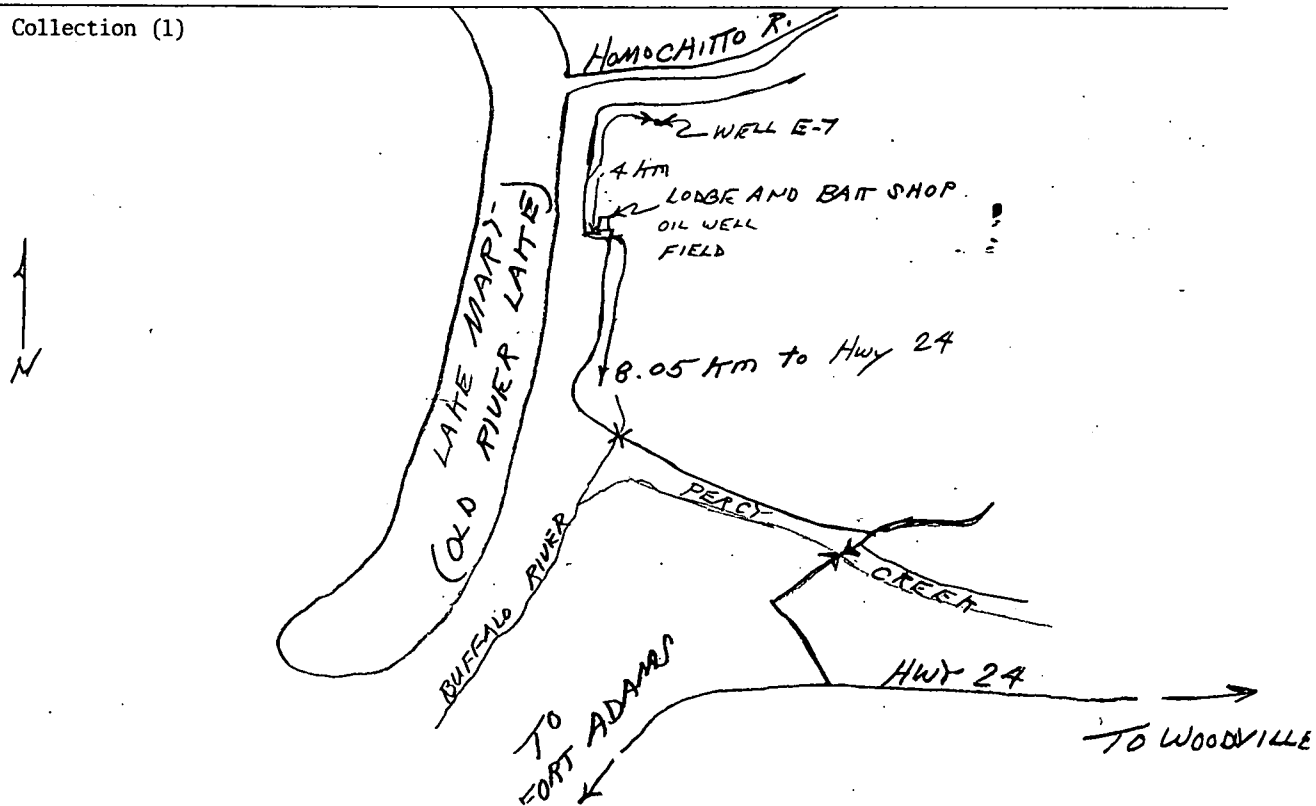 Collection (1)
HOMOCHITTO R.
WELL E-7
.4 Km
LODGE AND BAIT SHOP
OIL WELL
FIELD
LAKE MARY-
(OLD RIVER LAKE)
8.05 Km to Hwy 24
PERCY
CREEK
BUFFALO RIVER
HWY 24
TO
FORT ADAMS
TO WOODVILLE
N